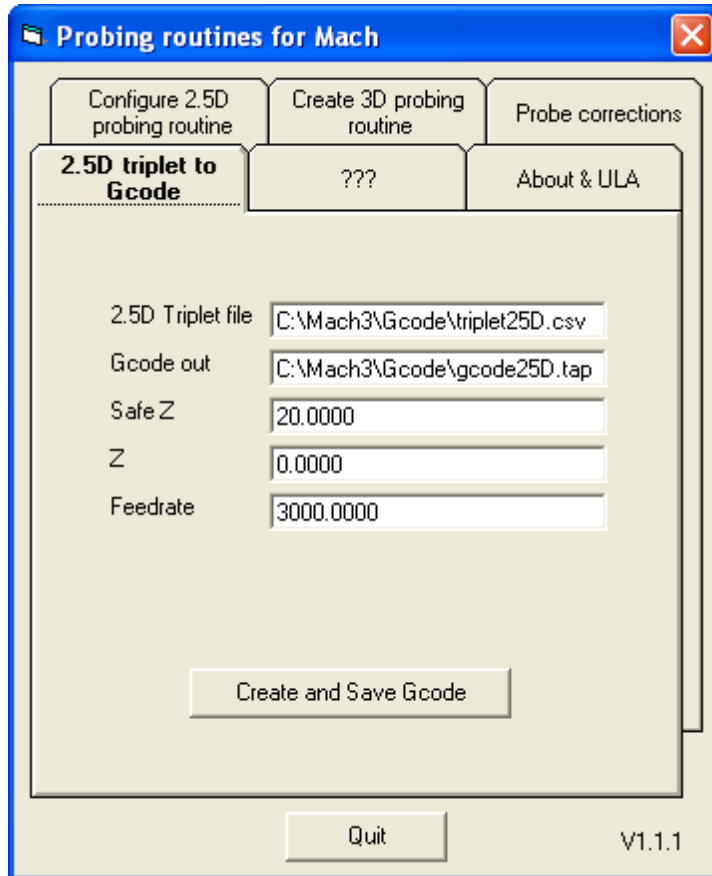 Probing routines for Mach
Configure 2.5D
probing routine
Create 3D probing
routine
Probe corrections
2.5D triplet to
Gcode
???
About & ULA
2.5D Triplet file
C:\Mach3\Gcode\triplet25D.csv
Gcode out
C:\Mach3\Gcode\gcode25D.tap
Safe Z
20.0000
Z
0.0000
Feedrate
3000.0000
Create and Save Gcode
Quit
V1.1.1